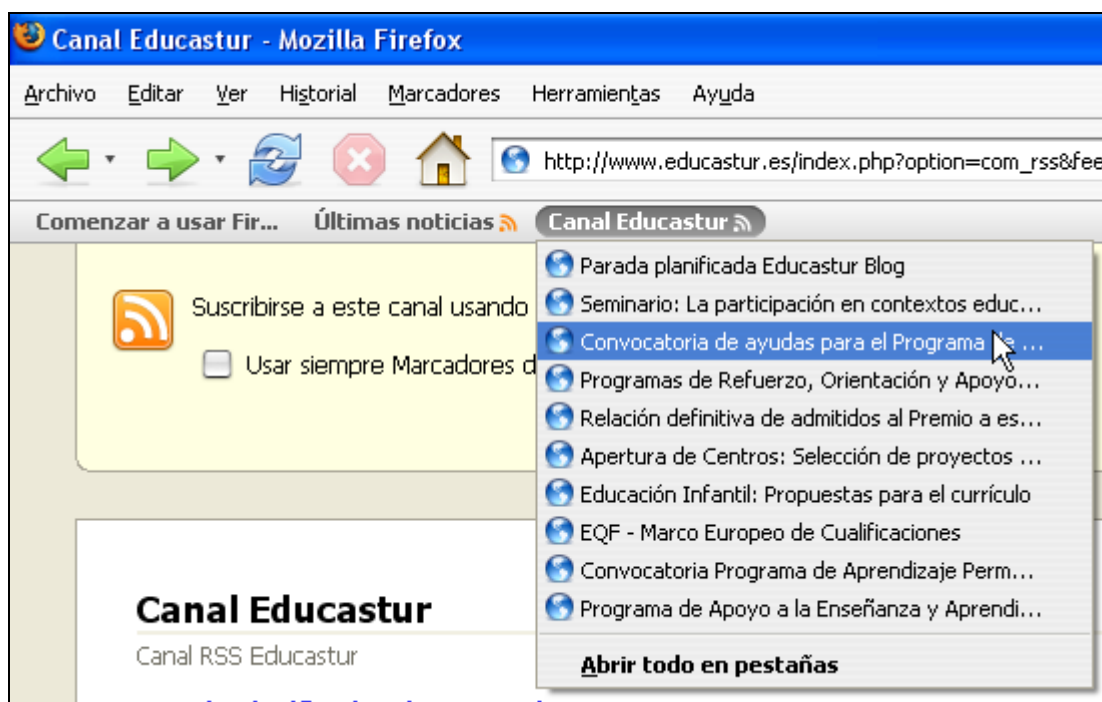 Canal Educastur - Mozilla Firefox
Archivo Editar Ver Historial Marcadores Herramientas Ayuda
http://www.educastur.es/index.php?option=com_rss&fee
Comenzar a usar Fir... Últimas noticias Canal Educastur
Suscribirse a este canal usando
Usar siempre Marcadores d
Parada planificada Educastur Blog
Seminario: La participación en contextos educ...
Convocatoria de ayudas para el Programa de ...
Programas de Refuerzo, Orientación y Apoyo...
Relación definitiva de admitidos al Premio a es...
Apertura de Centros: Selección de proyectos ...
Educación Infantil: Propuestas para el currículo
EQF - Marco Europeo de Cualificaciones
Convocatoria Programa de Aprendizaje Perm...
Programa de Apoyo a la Enseñanza y Aprendi...
Abrir todo en pestañas
Canal Educastur
Canal RSS Educastur